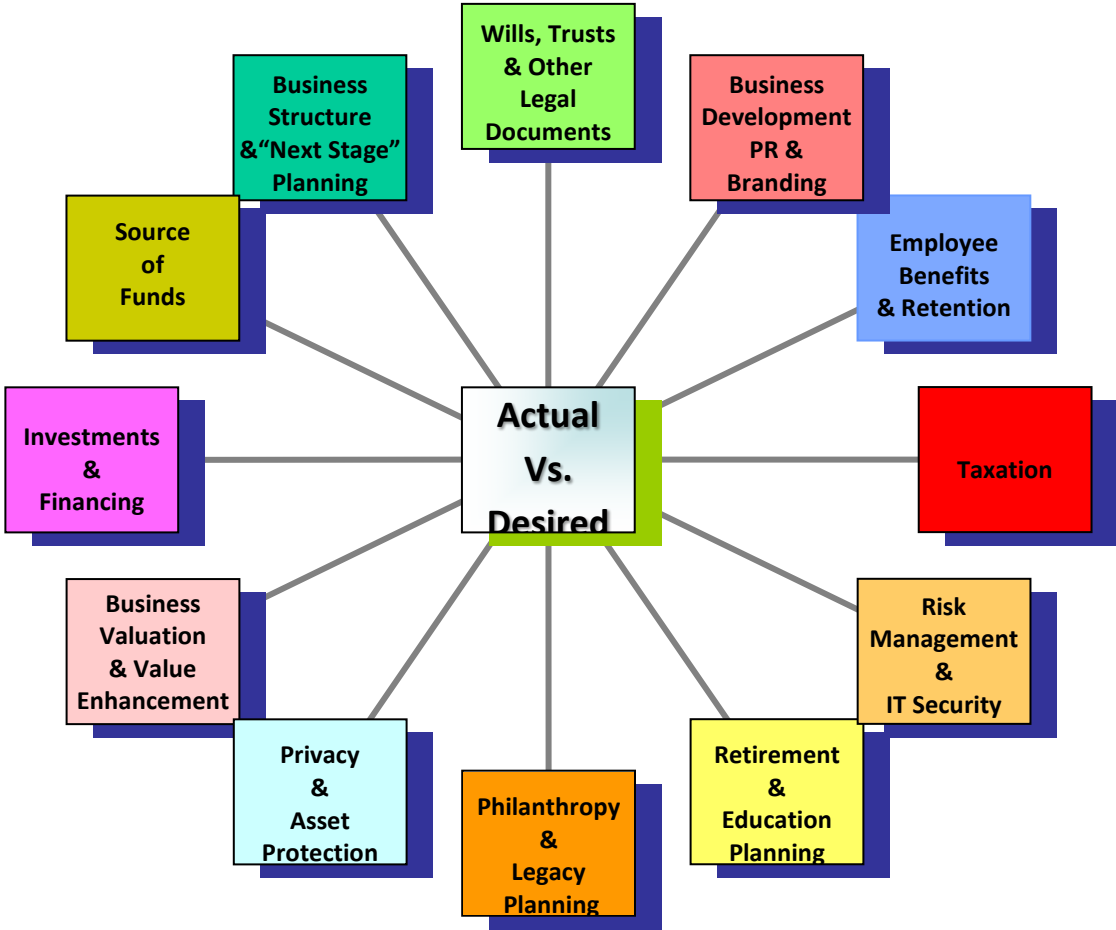 Wills, Trusts
& Other
Legal
Documents
Business
Development
PR &
Branding
Employee
Benefits
& Retention
Taxation
Risk
Management
&
IT Security
Retirement
&
Education
Planning
Philanthropy
&
Legacy
Planning
Privacy
&
Asset
Protection
Business
Valuation
& Value
Enhancement
Investments
&
Financing
Source
of
Funds
Business
Structure
&“Next Stage”
Planning
Actual
Vs.
Desired